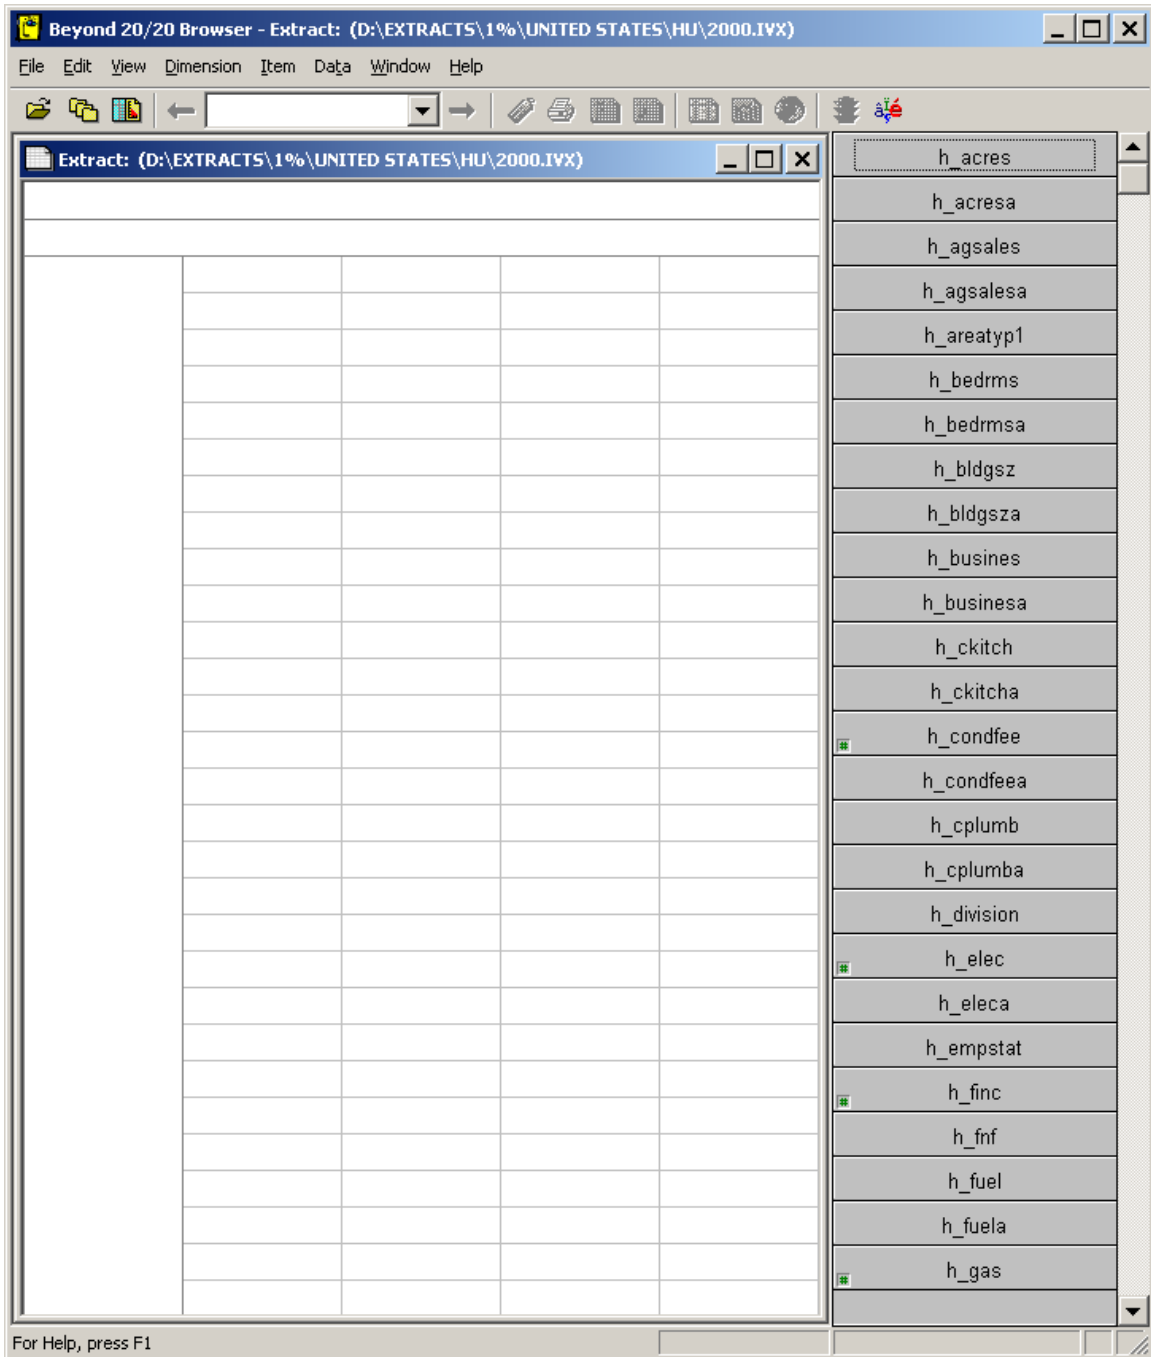 Beyond 20/20 Browser - Extract: (D:\EXTRACTS\1%\UNITED STATES\HU\2000.IVX)
File Edit View Dimension Item Data Window Help
âçÏé
Extract: (D:\EXTRACTS\1%\UNITED STATES\HU\2000.IVX)
h_acres
h_acresa
h_agsales
h_agsalesa
h_areatyp1
h_bedrms
h_bedrmsa
h_bldgsz
h_bldgsza
h_busines
h_businesa
h_ckitch
h_ckitcha
# h_condfee
h_condfeea
h_cplumb
h_cplumba
h_division
# h_elec
h_eleca
h_empstat
# h_finc
h_fnf
h_fuel
h_fuela
# h_gas
For Help, press F1